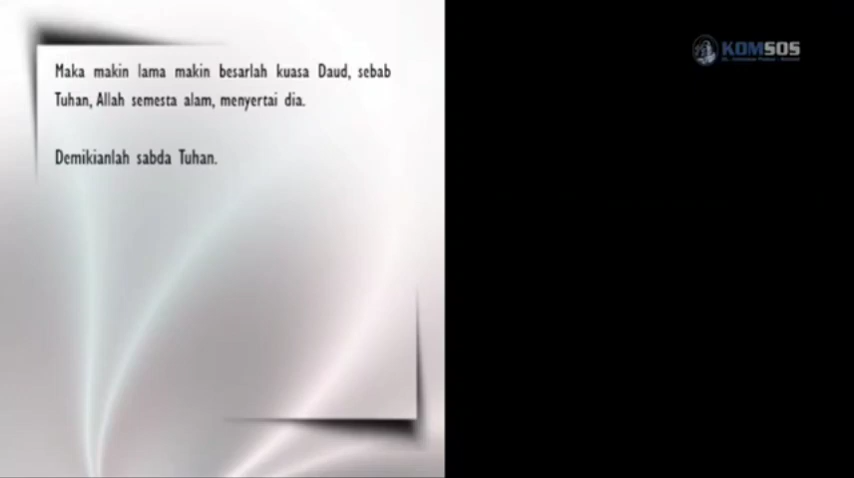 Maka makin lama makin besarlah kuasa Daud, sebab
Tuhan, Allah semesta alam, menyertai dia.
Demikianlah sabda Tuhan.
KOMSOS